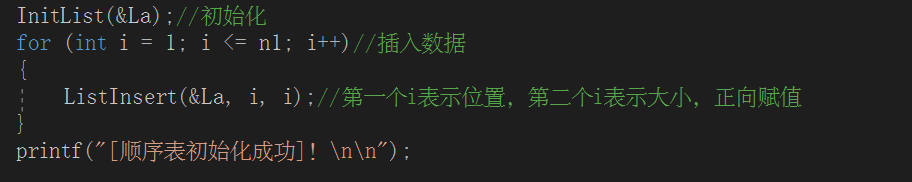 InitList(&La);//初始化
for (int i = 1; i <= n1; i++)//插入数据
{
ListInsert(&La, i, i);//第一个i表示位置，第二个i表示大小，正向赋值
}
printf("[顺序表初始化成功]! \n\n");